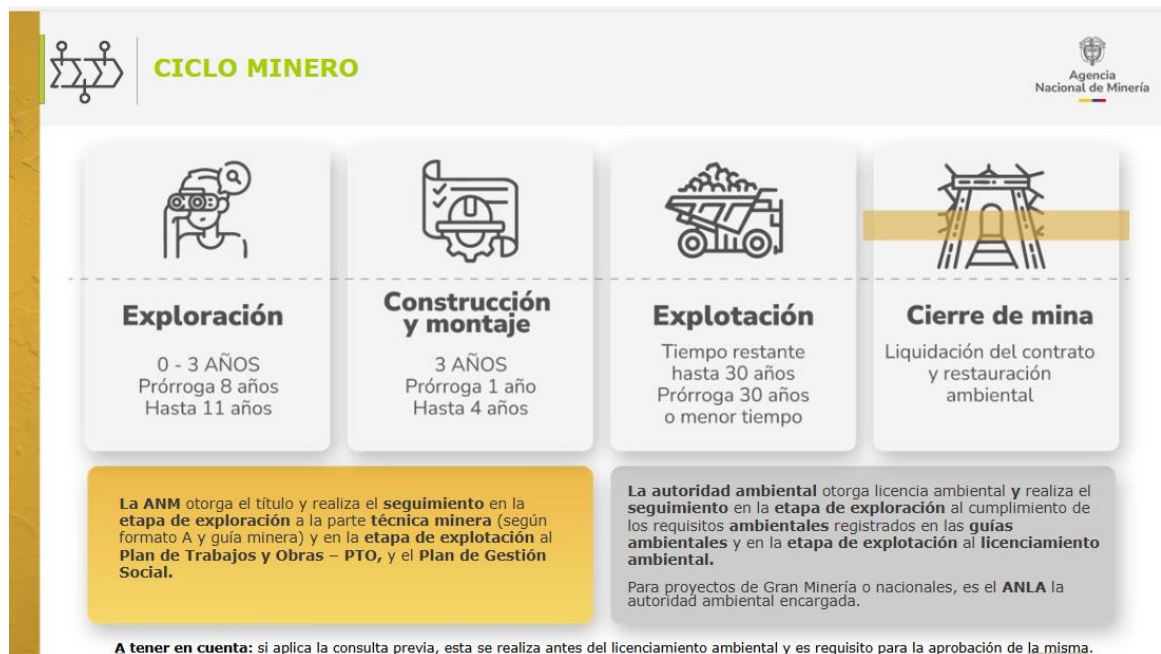 CICLO MINERO
Agencia
Nacional de Minería
Exploración
0 - 3 AÑOS
Prórroga 8 años
Hasta 11 años
Construcción
y montaje
3 AÑOS
Prórroga 1 año
Hasta 4 años
Explotación
Tiempo restante
hasta 30 años
Prórroga 30 años
o menor tiempo
Cierre de mina
Liquidación del contrato
y restauración
ambiental
La ANM otorga el título y realiza el seguimiento en la
etapa de exploración a la parte técnica minera (según
formato A y guía minera) y en la etapa de explotación al
Plan de Trabajos y Obras – PTO, y el Plan de Gestión
Social.
La autoridad ambiental otorga licencia ambiental y realiza el
seguimiento en la etapa de exploración al cumplimiento de
los requisitos ambientales registrados en las guías
ambientales y en la etapa de explotación al licenciamiento
ambiental.
Para proyectos de Gran Minería o nacionales, es el ANLA la
autoridad ambiental encargada.
A tener en cuenta: si aplica la consulta previa, esta se realiza antes del licenciamiento ambiental y es requisito para la aprobación de la misma.